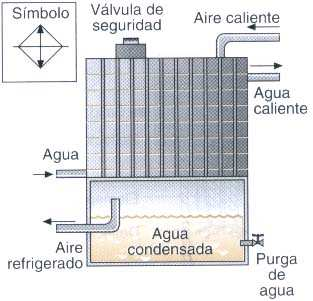 Símbolo
Válvula de
seguridad
Aire caliente
Agua
caliente
Agua
Aire
refrigerado
Agua
condensada
Purga
de
agua